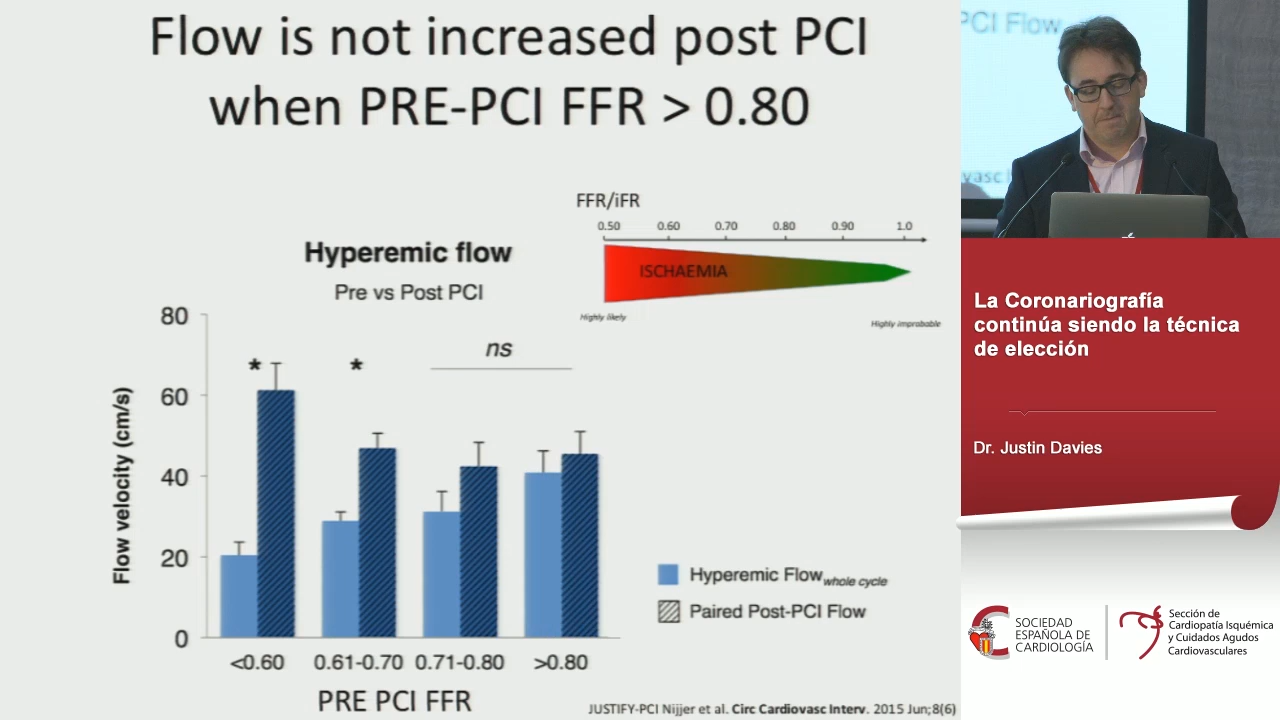 Flow is not increased post PCI
when PRE-PCI FFR > 0.80
FFR/iFR
0.50 0.60 0.70 0.80 0.90 1.0
ISCHAEMIA
Highly likely
Highly improbable
Hyperemic flow
Pre vs Post PCI
80
60
40
20
0
Flow velocity (cm/s)
* * ns
<0.60 0.61-0.70 0.71-0.80 >0.80
PRE PCI FFR
Hyperemic Flow whole cycle
Paired Post-PCI Flow
JUSTIFY-PCI Nijjer et al. Circ Cardiovasc Interv. 2015 Jun;8(6)
PCI Flow
vasc I
La Coronariografía
continúa siendo la técnica
de elección
Dr. Justin Davies
SOCIEDAD
ESPAÑOLA DE
CARDIOLOGÍA
Sección de
Cardiopatía Isquémica
y Cuidados Agudos
Cardiovasculares